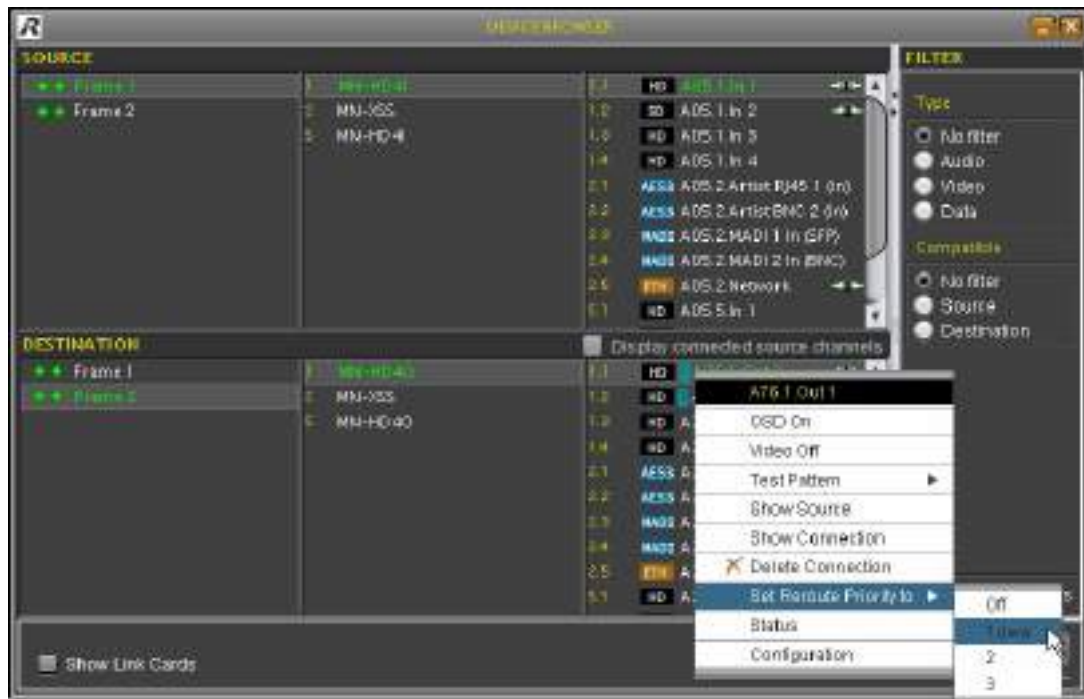 R
DEVICEBROWSER
SOURCE
FILTER
Frame 1
Frame 2
1 MN-HD4I
MN-XSS
5 MN-HD4I
1.1 HD A05.1.In 1
1.2 SD A05.1.In 2
1.3 HD A05.1.In 3
1.4 HD A05.1.In 4
2.1 AES3 A05.2.Artist RJ45 1 (In)
2.2 AES3 A05.2.Artist BNC 2 (In)
2.3 MADI A05.2.MADI 1 In (SFP)
2.4 MADI A05.2.MADI 2 In (BNC)
2.5 ETH A05.2.Network
5.1 HD A05.5.In 1
Type
No filter
Audio
Video
Data
Compatible
No filter
Source
Destination
DESTINATION
Display connected source channels
Frame 1
Frame 2
1 MN-HD4O
MN-XSS
MN-HD4O
1.1 HD
1.2 HD
1.3 HD A
1.4 HD A
2.1 AES3 A
2.2 AES3 A
2.3 MADI A
2.4 MADI A
2.5 ETH A
5.1 HD A
A76.1.Out 1
OSD On
Video Off
Test Pattern
Show Source
Show Connection
Delete Connection
Set Reroute Priority to
Status
Configuration
Off
1 (low)
2
3
Show Link Cards